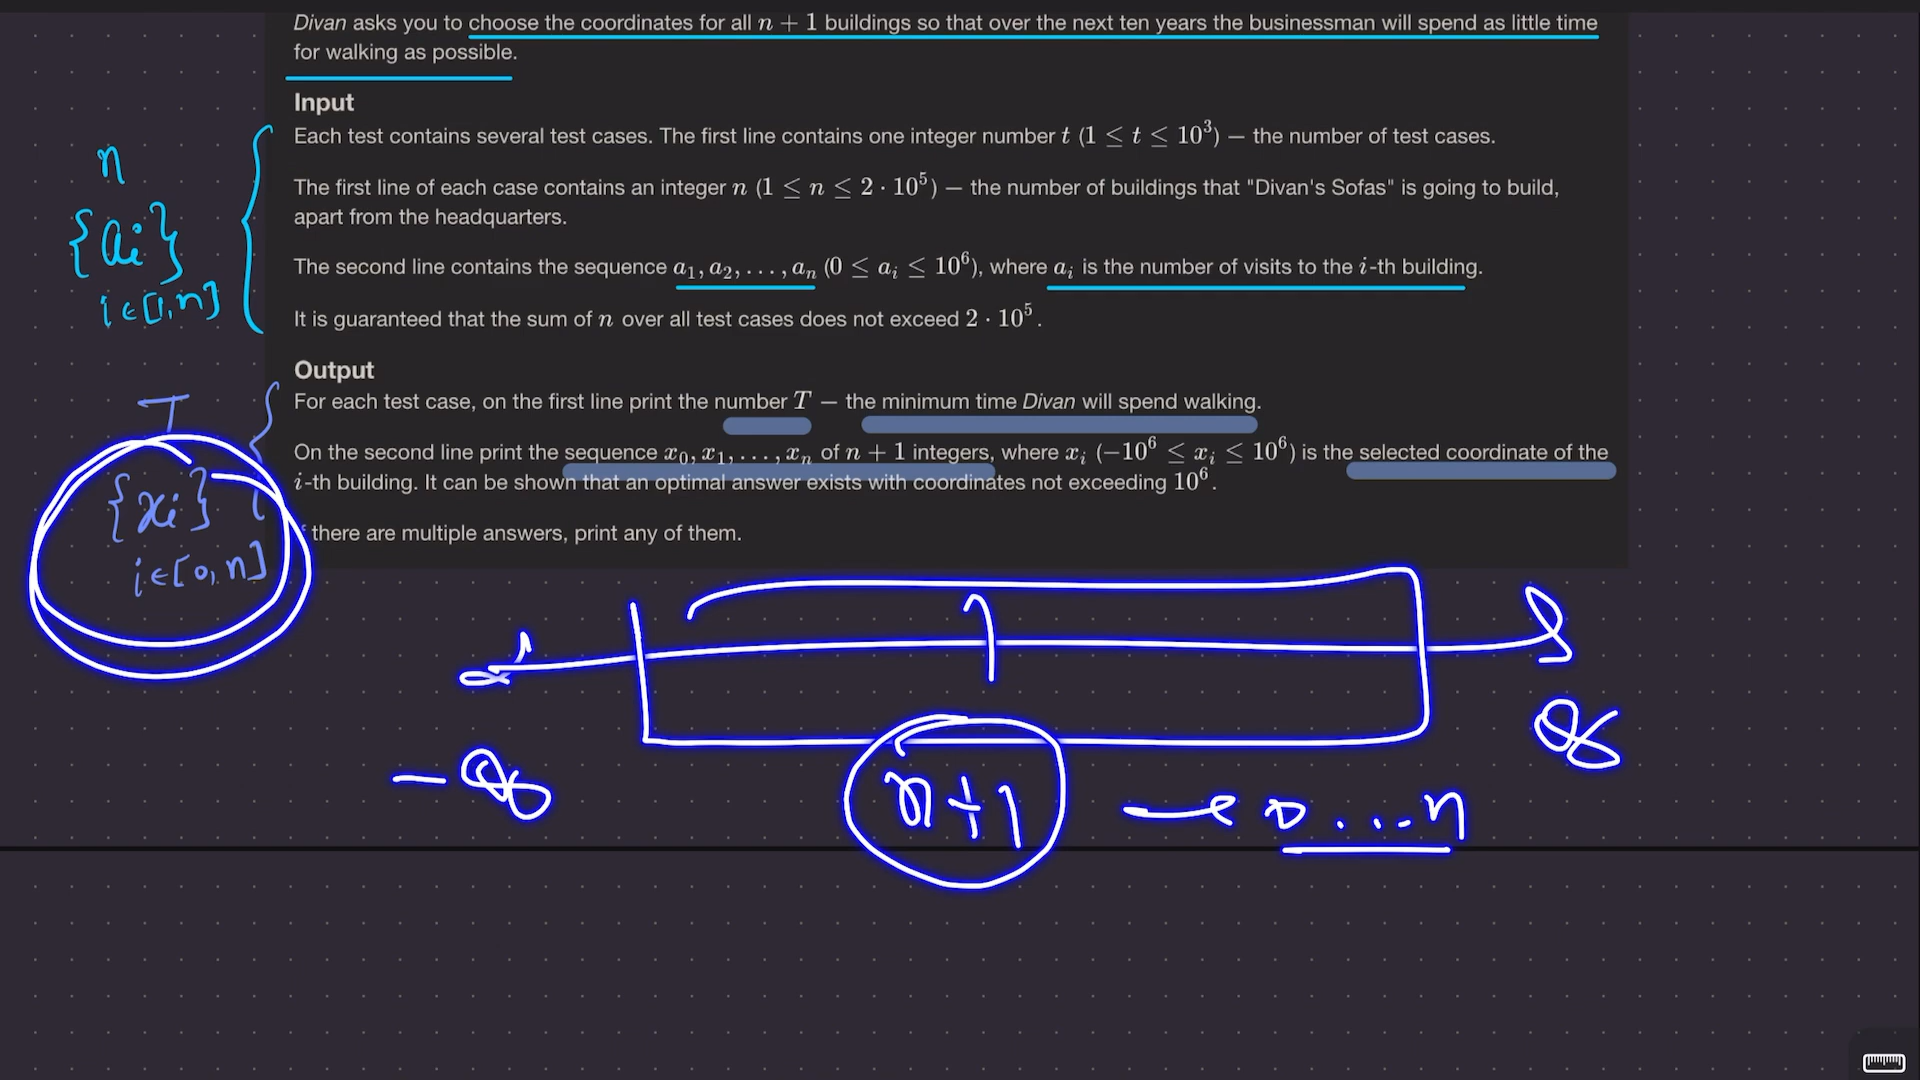 Divan asks you to choose the coordinates for all n + 1 buildings so that over the next ten years the businessman will spend as little time
for walking as possible.
Input
Each test contains several test cases. The first line contains one integer number t (1 ≤ t ≤ 10³) — the number of test cases.
n
The first line of each case contains an integer n (1 ≤ n ≤ 2 · 10⁵) — the number of buildings that "Divan's Sofas" is going to build,
apart from the headquarters.
{ai}
The second line contains the sequence a₁, a₂, . . . , aₙ (0 ≤ aᵢ ≤ 10⁶), where aᵢ is the number of visits to the i-th building.
i∈[1,n]
It is guaranteed that the sum of n over all test cases does not exceed 2 · 10⁵.
Output
For each test case, on the first line print the number T — the minimum time Divan will spend walking.
T
On the second line print the sequence x₀, x₁, . . . , xₙ of n + 1 integers, where xᵢ (−10⁶ ≤ xᵢ ≤ 10⁶) is the selected coordinate of the
i-th building. It can be shown that an optimal answer exists with coordinates not exceeding 10⁶.
{xi}
there are multiple answers, print any of them.
i∈[0,n]
-∞
∞
n+1
0...n